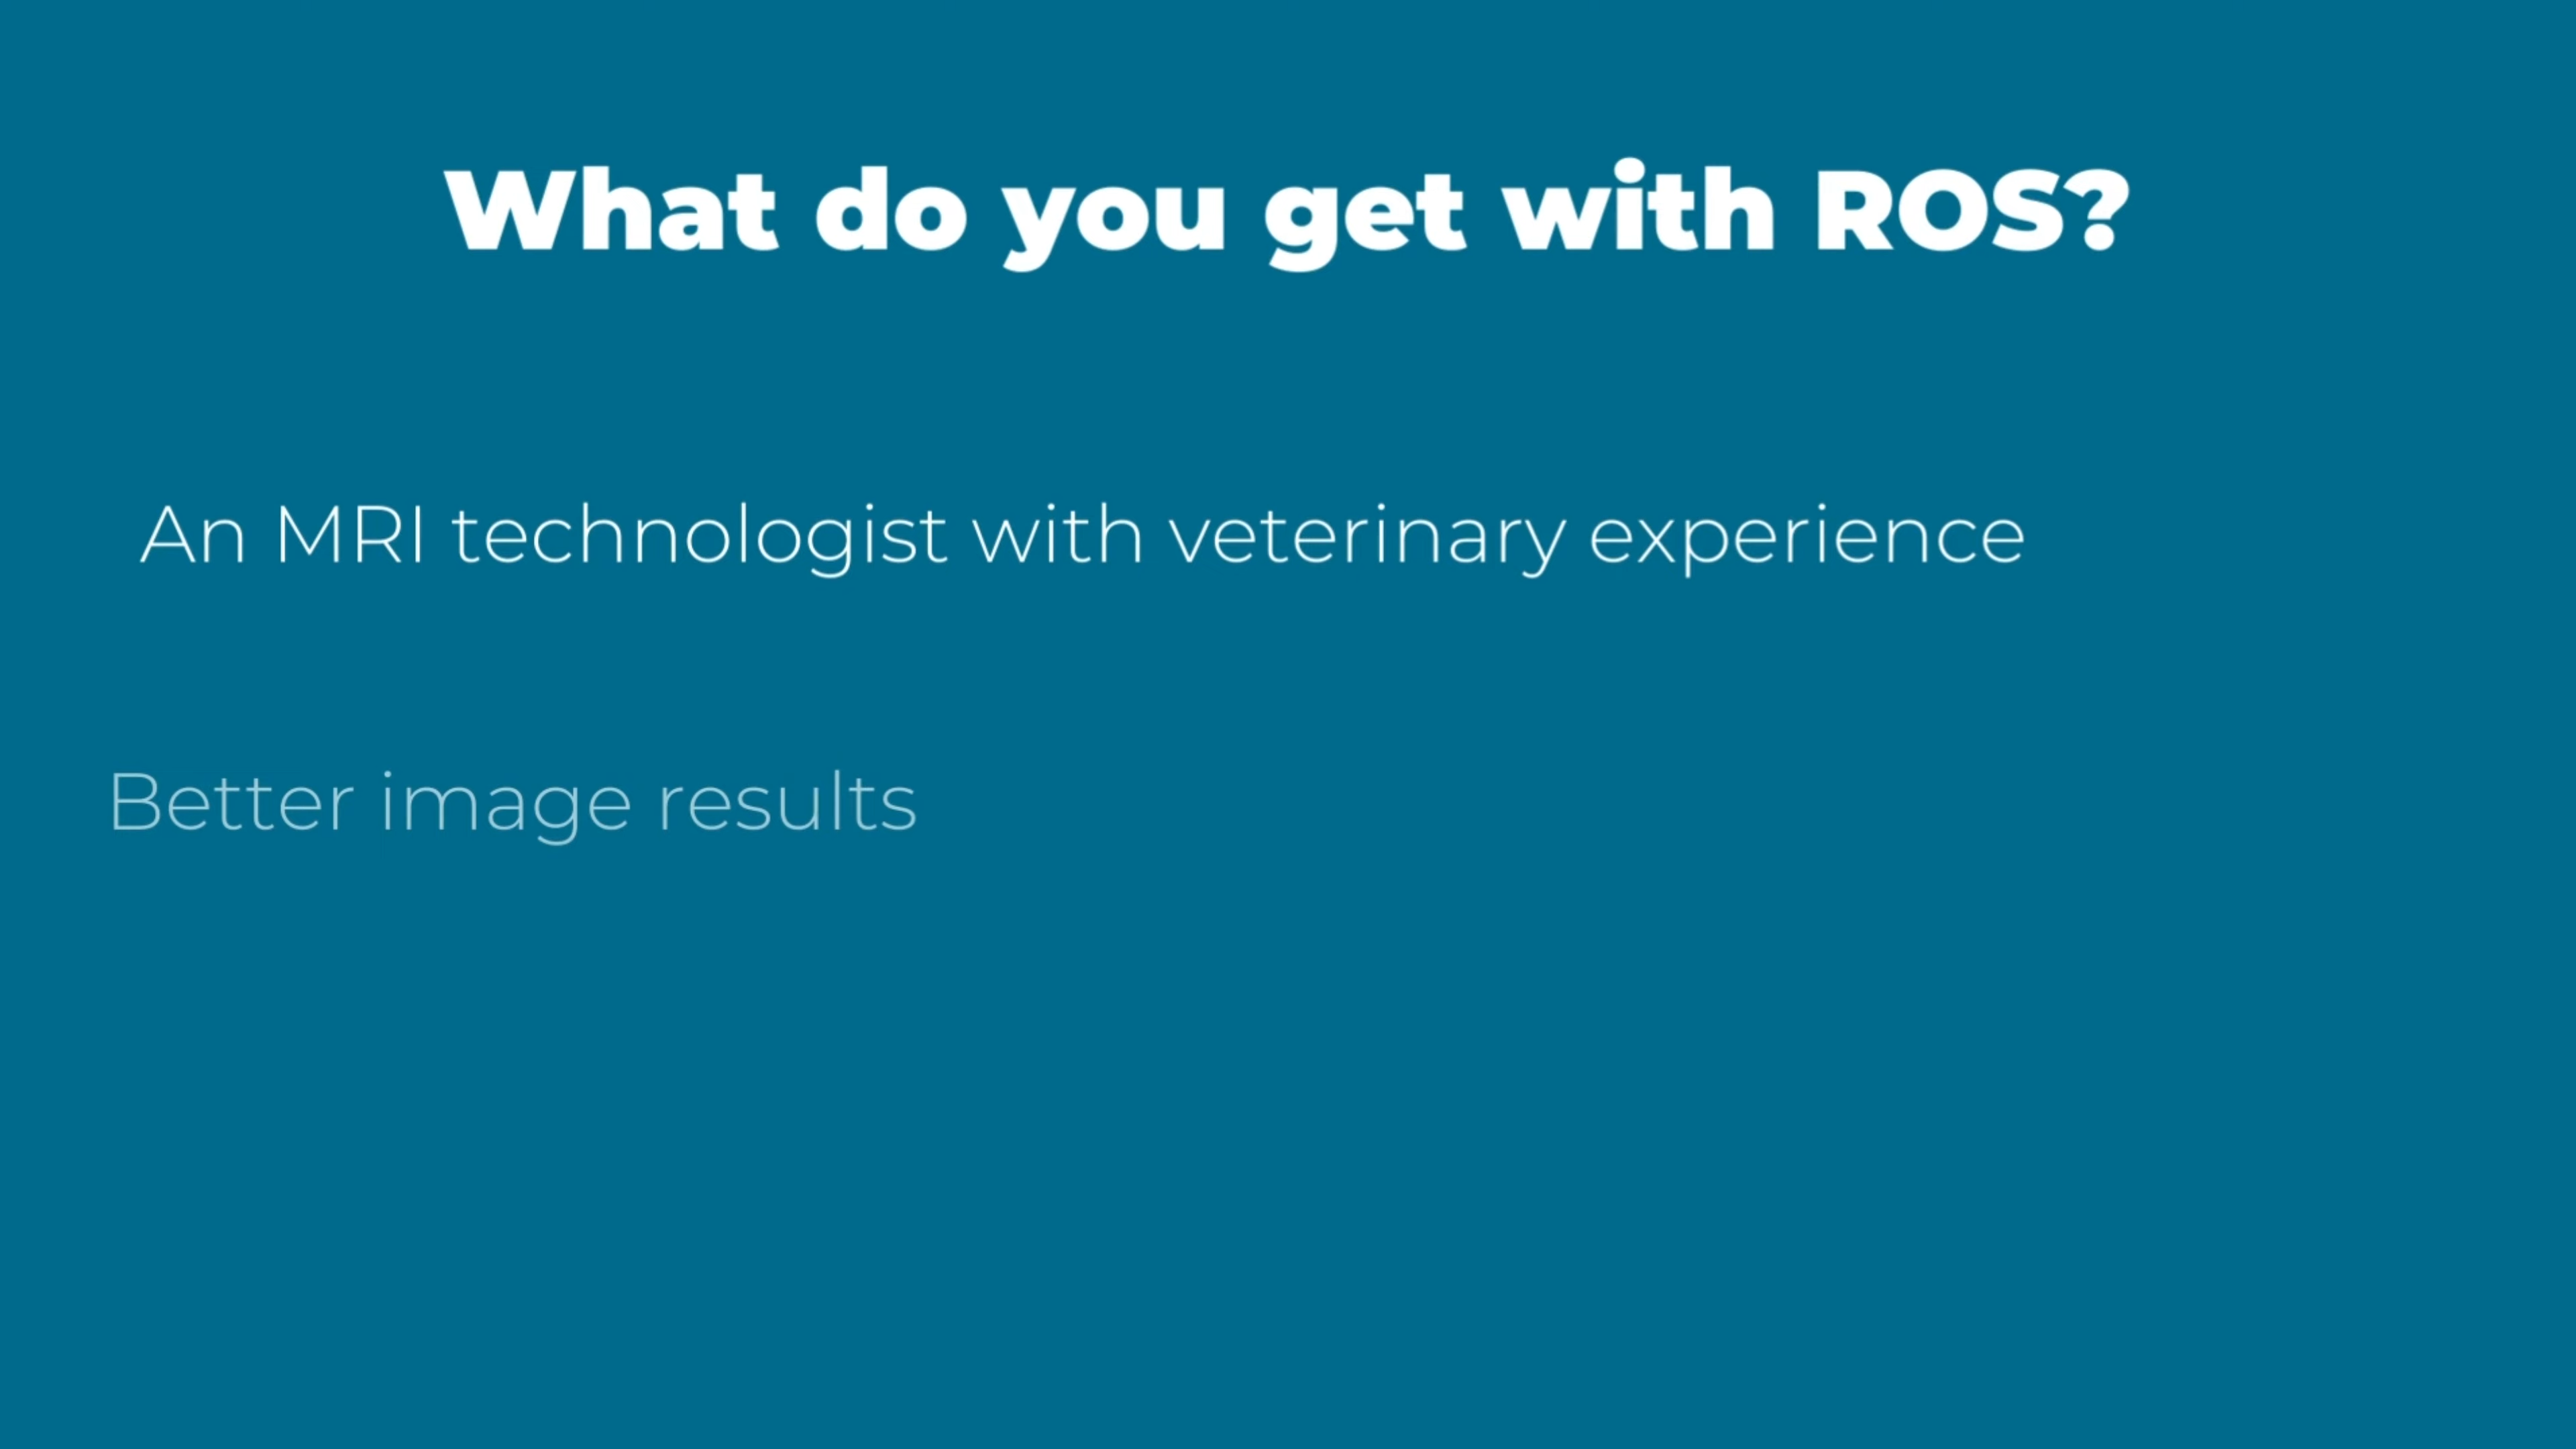 What do you get with ROS?
An MRI technologist with veterinary experience
Better image results